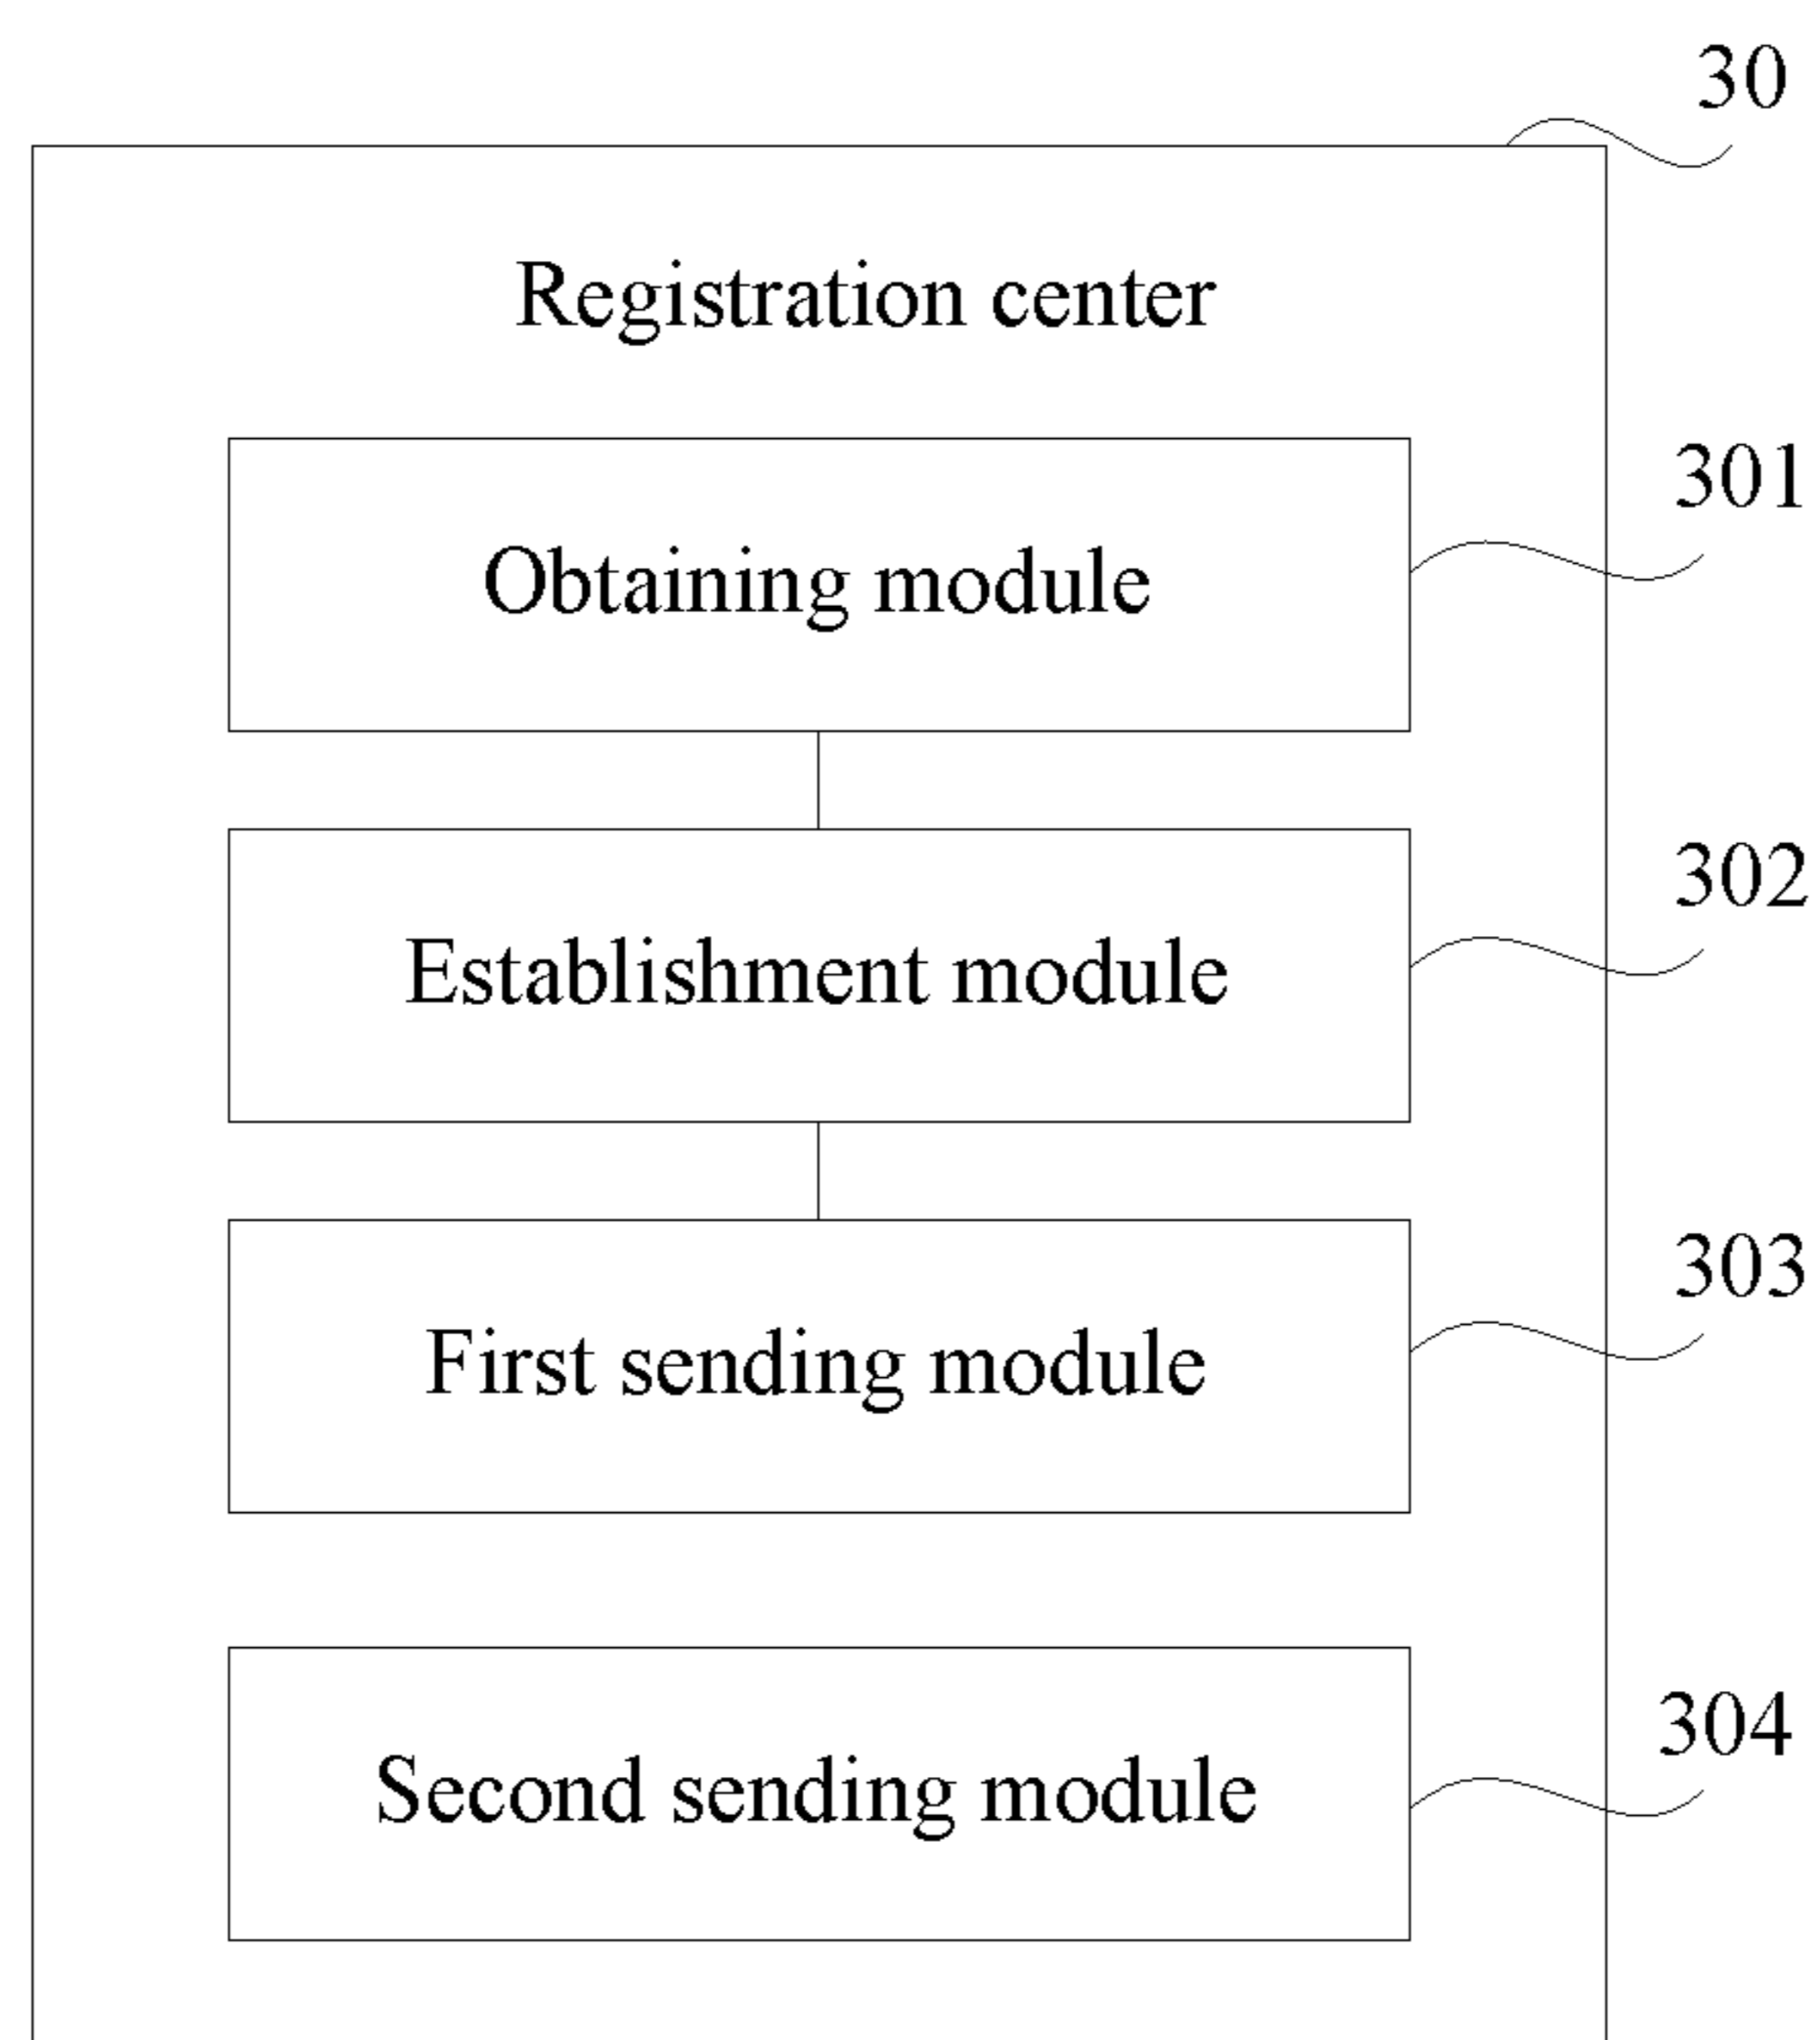 30
Registration center
301
Obtaining module
302
Establishment module
303
First sending module
304
Second sending module